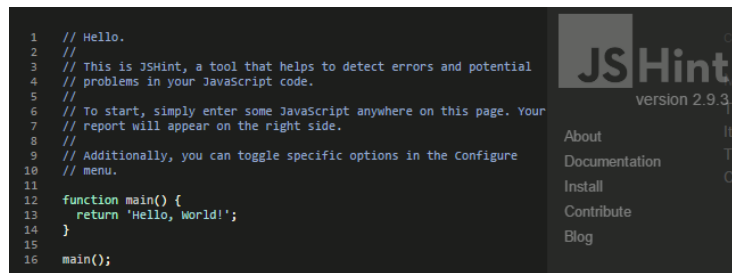 1 // Hello.
2 //
3 // This is JSHint, a tool that helps to detect errors and potential
4 // problems in your JavaScript code.
5 //
6 // To start, simply enter some JavaScript anywhere on this page. Your
7 // report will appear on the right side.
8 //
9 // Additionally, you can toggle specific options in the Configure
10 // menu.
11
12 function main() {
13   return 'Hello, World!';
14 }
15
16 main();
JSHint
version 2.9.3
About
Documentation
Install
Contribute
Blog